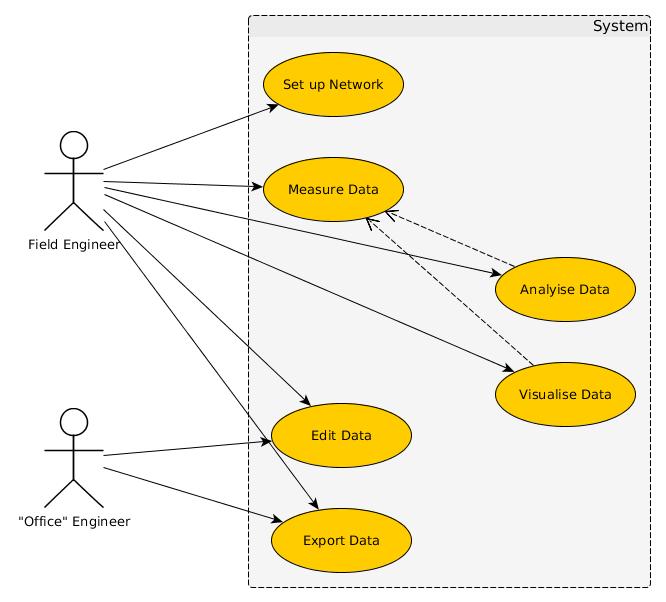 System
Set up Network
Measure Data
Field Engineer
Analyise Data
Visualise Data
Edit Data
"Office" Engineer
Export Data